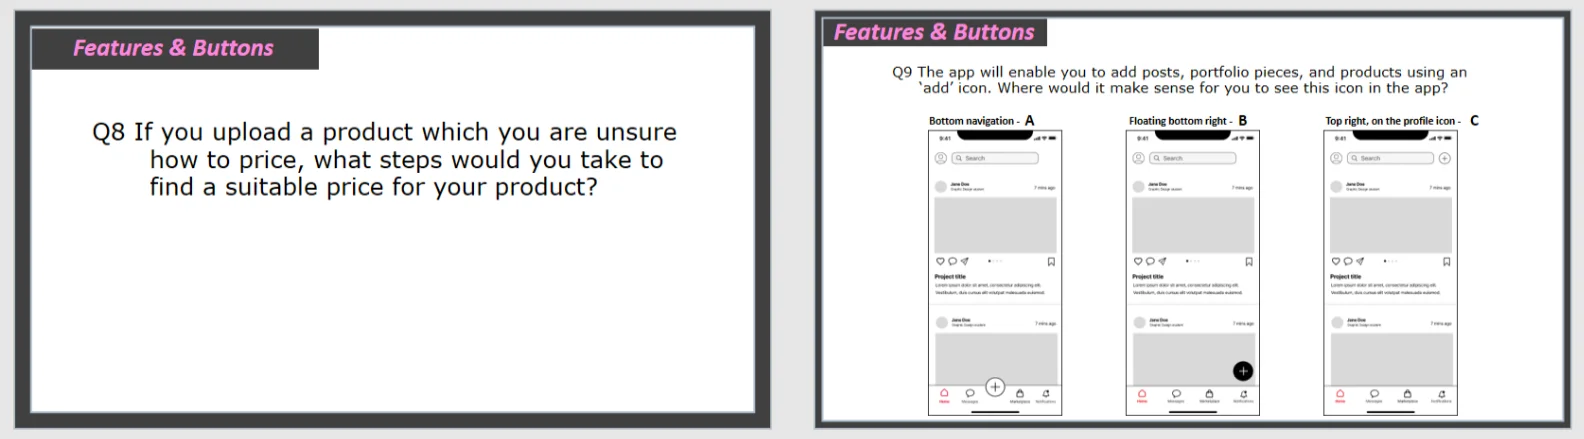 Features & Buttons
Q8 If you upload a product which you are unsure
how to price, what steps would you take to
find a suitable price for your product?
Features & Buttons
Q9 The app will enable you to add posts, portfolio pieces, and products using an
‘add’ icon. Where would it make sense for you to see this icon in the app?
Bottom navigation - A
9:41
Search
Jane Doe
7 mins ago
Project title
Lorem ipsum dolor sit amet, consectetur adipiscing elit.
Vestibulum, duis cursus elit volutpat malesuada euismod.
Jane Doe
7 mins ago
Home Messages Marketplace Notifications
Floating bottom right - B
9:41
Search
Jane Doe
7 mins ago
Project title
Lorem ipsum dolor sit amet, consectetur adipiscing elit.
Vestibulum, duis cursus elit volutpat malesuada euismod.
Jane Doe
7 mins ago
Home Messages Marketplace Notifications
Top right, on the profile icon - C
9:41
Search
Jane Doe
7 mins ago
Project title
Lorem ipsum dolor sit amet, consectetur adipiscing elit.
Vestibulum, duis cursus elit volutpat malesuada euismod.
Jane Doe
7 mins ago
Home Messages Marketplace Notifications